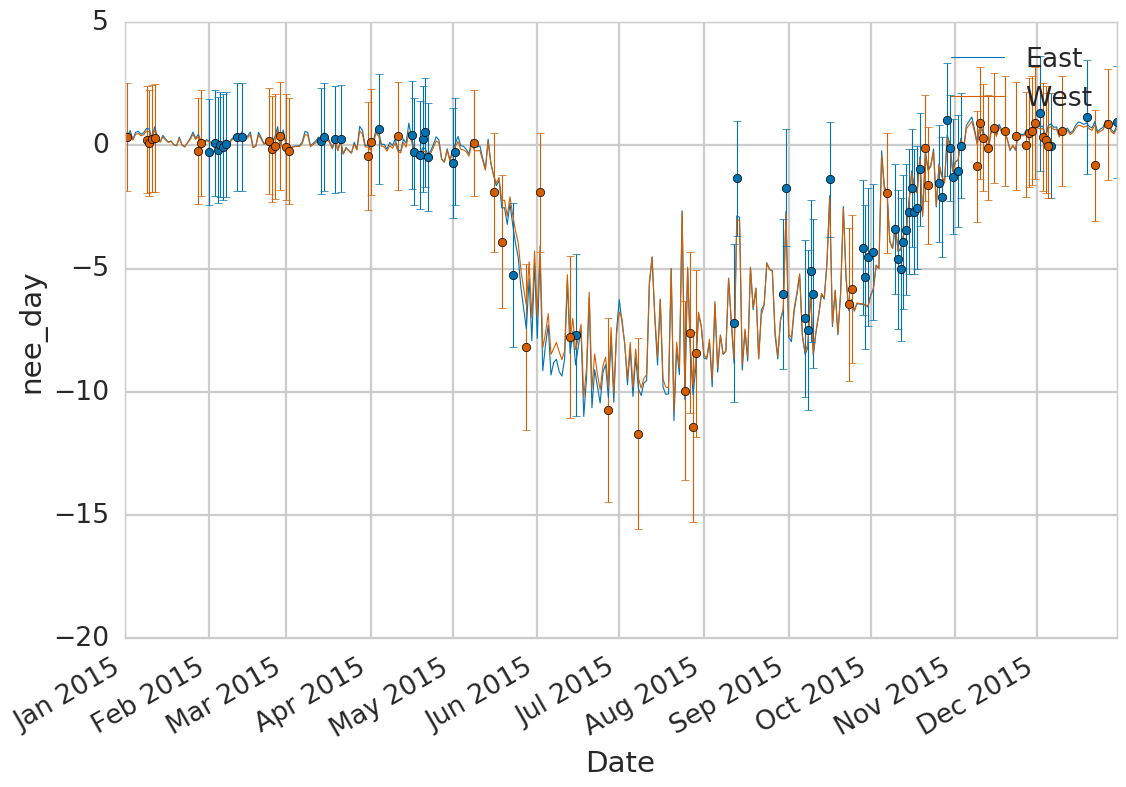 5
0
−5
−10
−15
−20
nee_day
East
West
Jan 2015
Feb 2015
Mar 2015
Apr 2015
May 2015
Jun 2015
Jul 2015
Aug 2015
Sep 2015
Oct 2015
Nov 2015
Dec 2015
Date